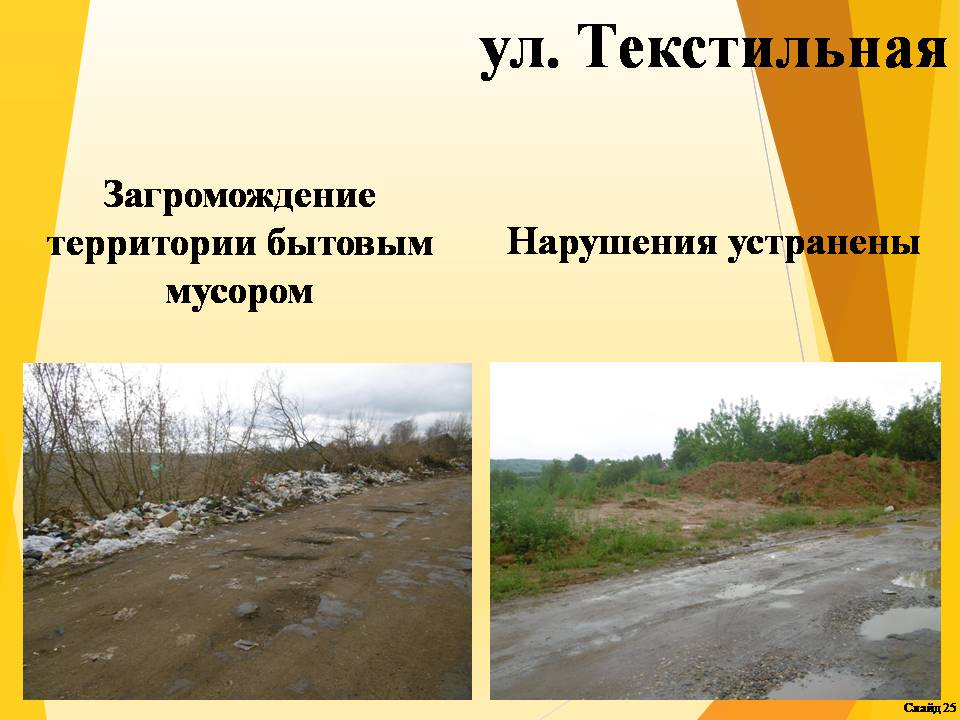 ул. Текстильная
Загромождение
территории бытовым
мусором
Нарушения устранены
Слайд 25